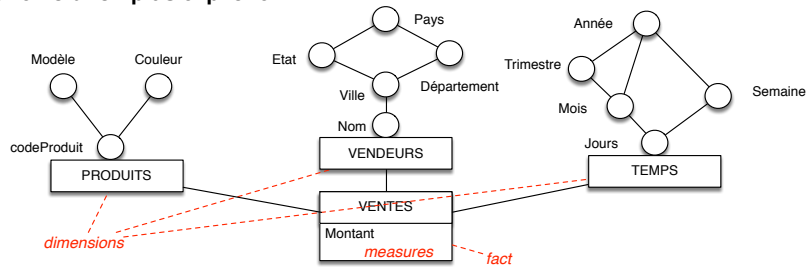 Pays
Année
Modèle
Couleur
Etat
Trimestre
Département
Ville
Semaine
Mois
Nom
codeProduit
Jours
VENDEURS
PRODUITS
TEMPS
VENTES
Montant
dimensions
measures
fact